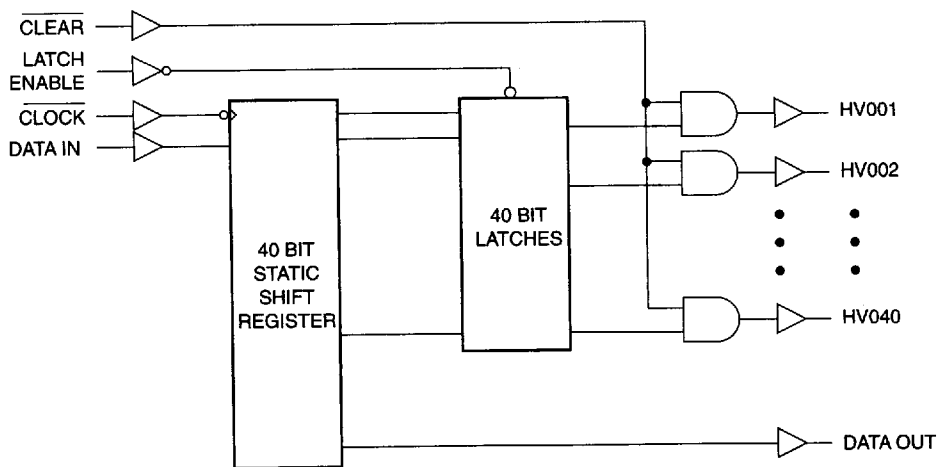 CLEAR
LATCH
ENABLE
CLOCK
DATA IN
40 BIT
STATIC
SHIFT
REGISTER
40 BIT
LATCHES
HV001
HV002
HV040
DATA OUT